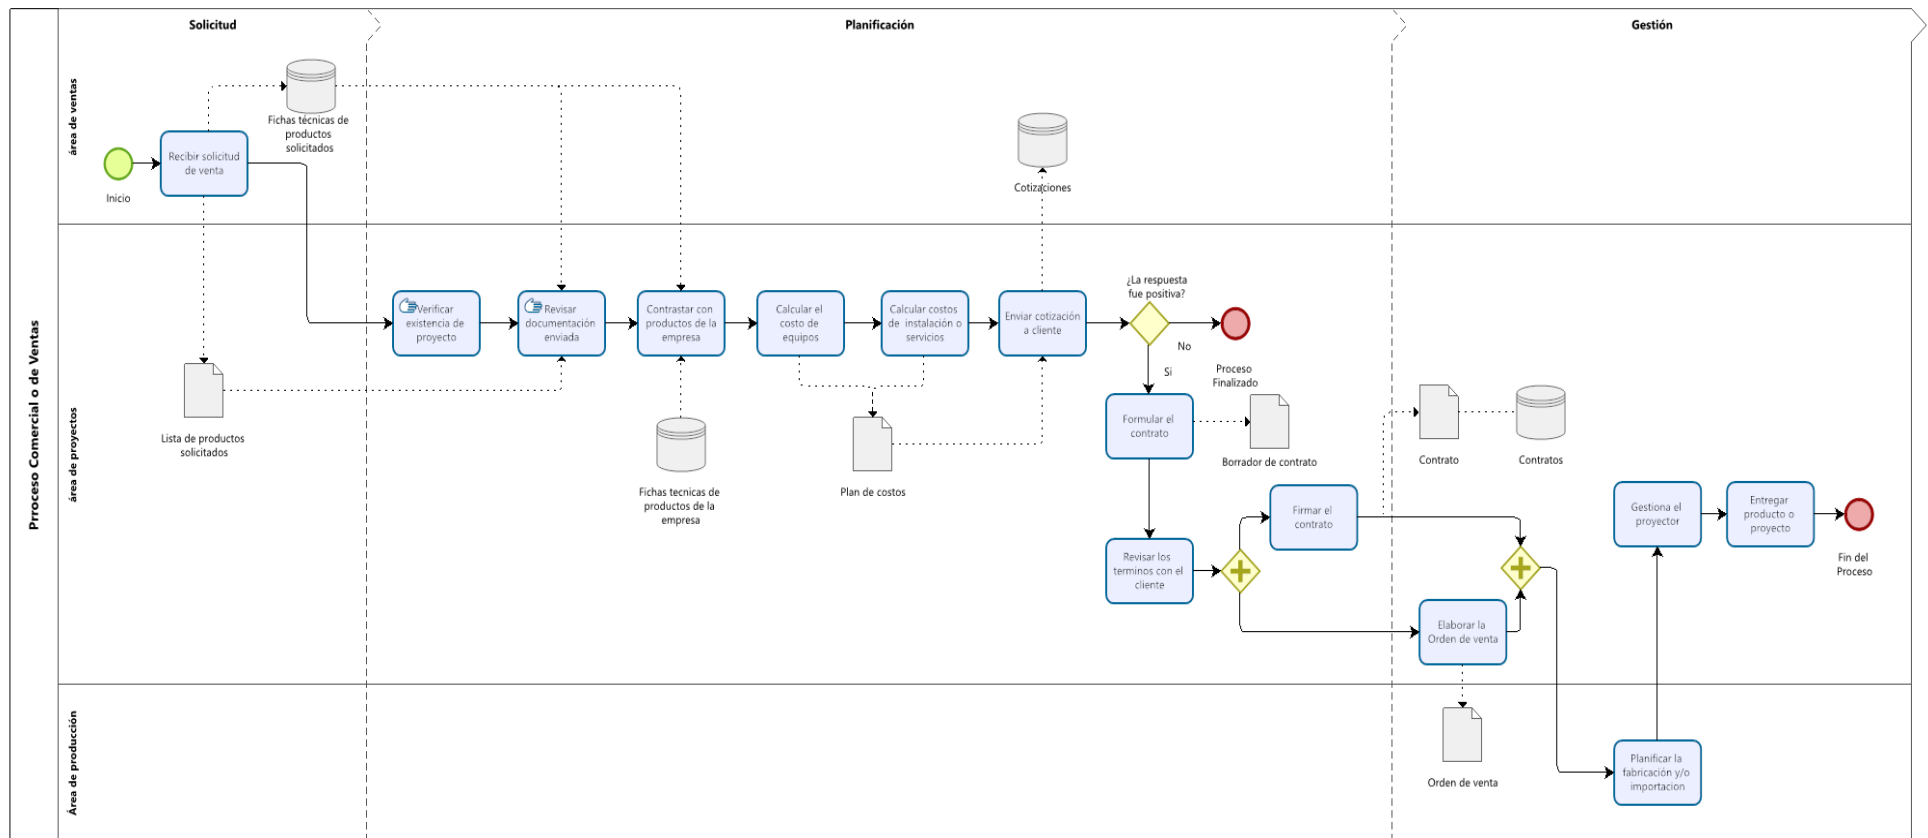 Solicitud
Planificación
Gestión
Prroceso Comercial o de Ventas
área de ventas
Fichas técnicas de
productos
solicitados
Recibir solicitud
de venta
Inicio
Cotizaciones
área de proyectos
Verificar
existencia de
proyecto
Revisar
documentación
enviada
Contrastar con
productos de la
empresa
Calcular el
costo de
equipos
Calcular costos
de instalación o
servicios
Enviar cotización
a cliente
¿La respuesta
fue positiva?
No
Si
Proceso
Finalizado
Lista de productos
solicitados
Fichas tecnicas de
productos de la
empresa
Plan de costos
Formular el
contrato
Borrador de contrato
Contrato
Contratos
Revisar los
terminos con el
cliente
Firmar el
contrato
Elaborar la
Orden de venta
Gestiona el
proyector
Entregar
producto o
proyecto
Fin del
Proceso
Área de producción
Orden de venta
Planificar la
fabricación y/o
importacion